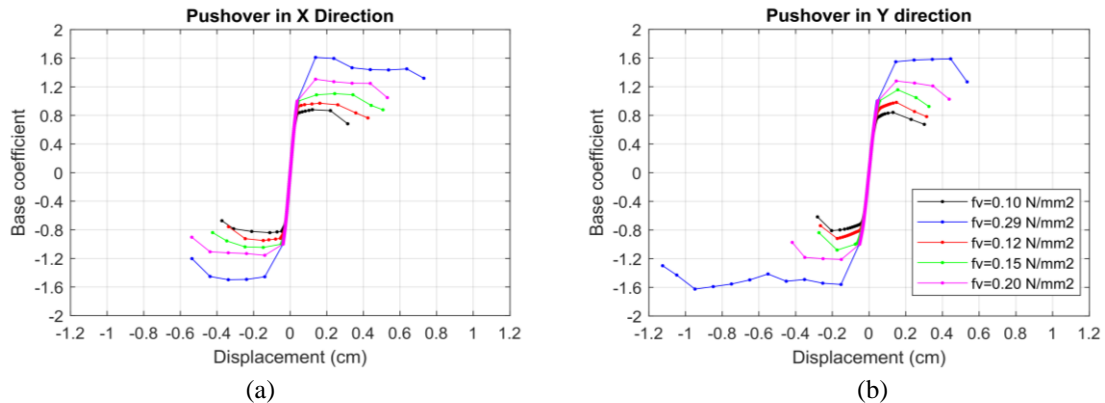 Pushover in X Direction
2
1.6
1.2
0.8
0.4
0
-0.4
-0.8
-1.2
-1.6
-2
Base coefficient
-1.2 -1 -0.8 -0.6 -0.4 -0.2 0 0.2 0.4 0.6 0.8 1 1.2
Displacement (cm)
(a)
Pushover in Y direction
2
1.6
1.2
0.8
0.4
0
-0.4
-0.8
-1.2
-1.6
-2
Base coefficient
fv=0.10 N/mm2
fv=0.29 N/mm2
fv=0.12 N/mm2
fv=0.15 N/mm2
fv=0.20 N/mm2
-1.2 -1 -0.8 -0.6 -0.4 -0.2 0 0.2 0.4 0.6 0.8 1 1.2
Displacement (cm)
(b)